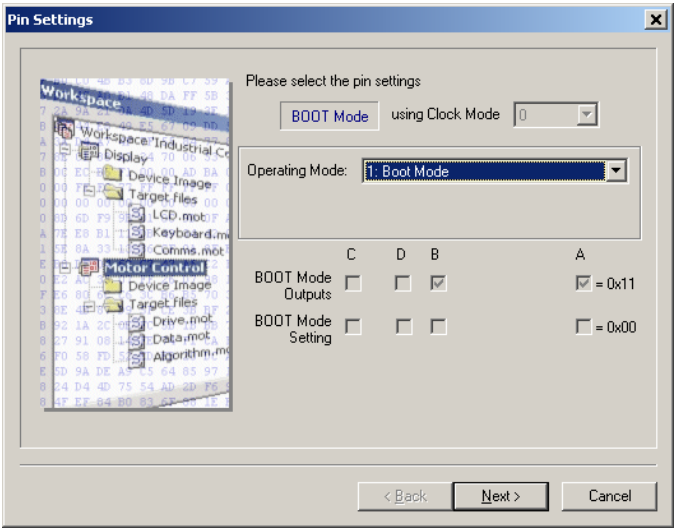 Pin Settings
Please select the pin settings
BOOT Mode using Clock Mode 0
Operating Mode: 1: Boot Mode
C D B A
BOOT Mode Outputs = 0x11
BOOT Mode Setting = 0x00
Workspace
Workspace "Industrial Co
Display
Device Image
Target files
LCD.mot
Keyboard.m
Comms.mot
Motor Control
Device Image
Target files
Drive.mot
Data.mot
Algorithm.mo
< Back Next > Cancel